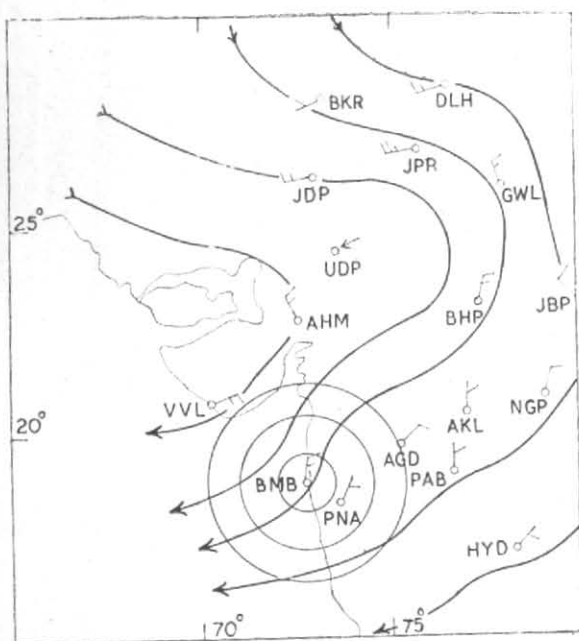 BKR
DLH
JPR
JDP
GWL
25°
UDP
JBP
AHM
BHP
VVL
NGP
AKL
20°
AGD
PAB
BMB
PNA
HYD
70°
75°